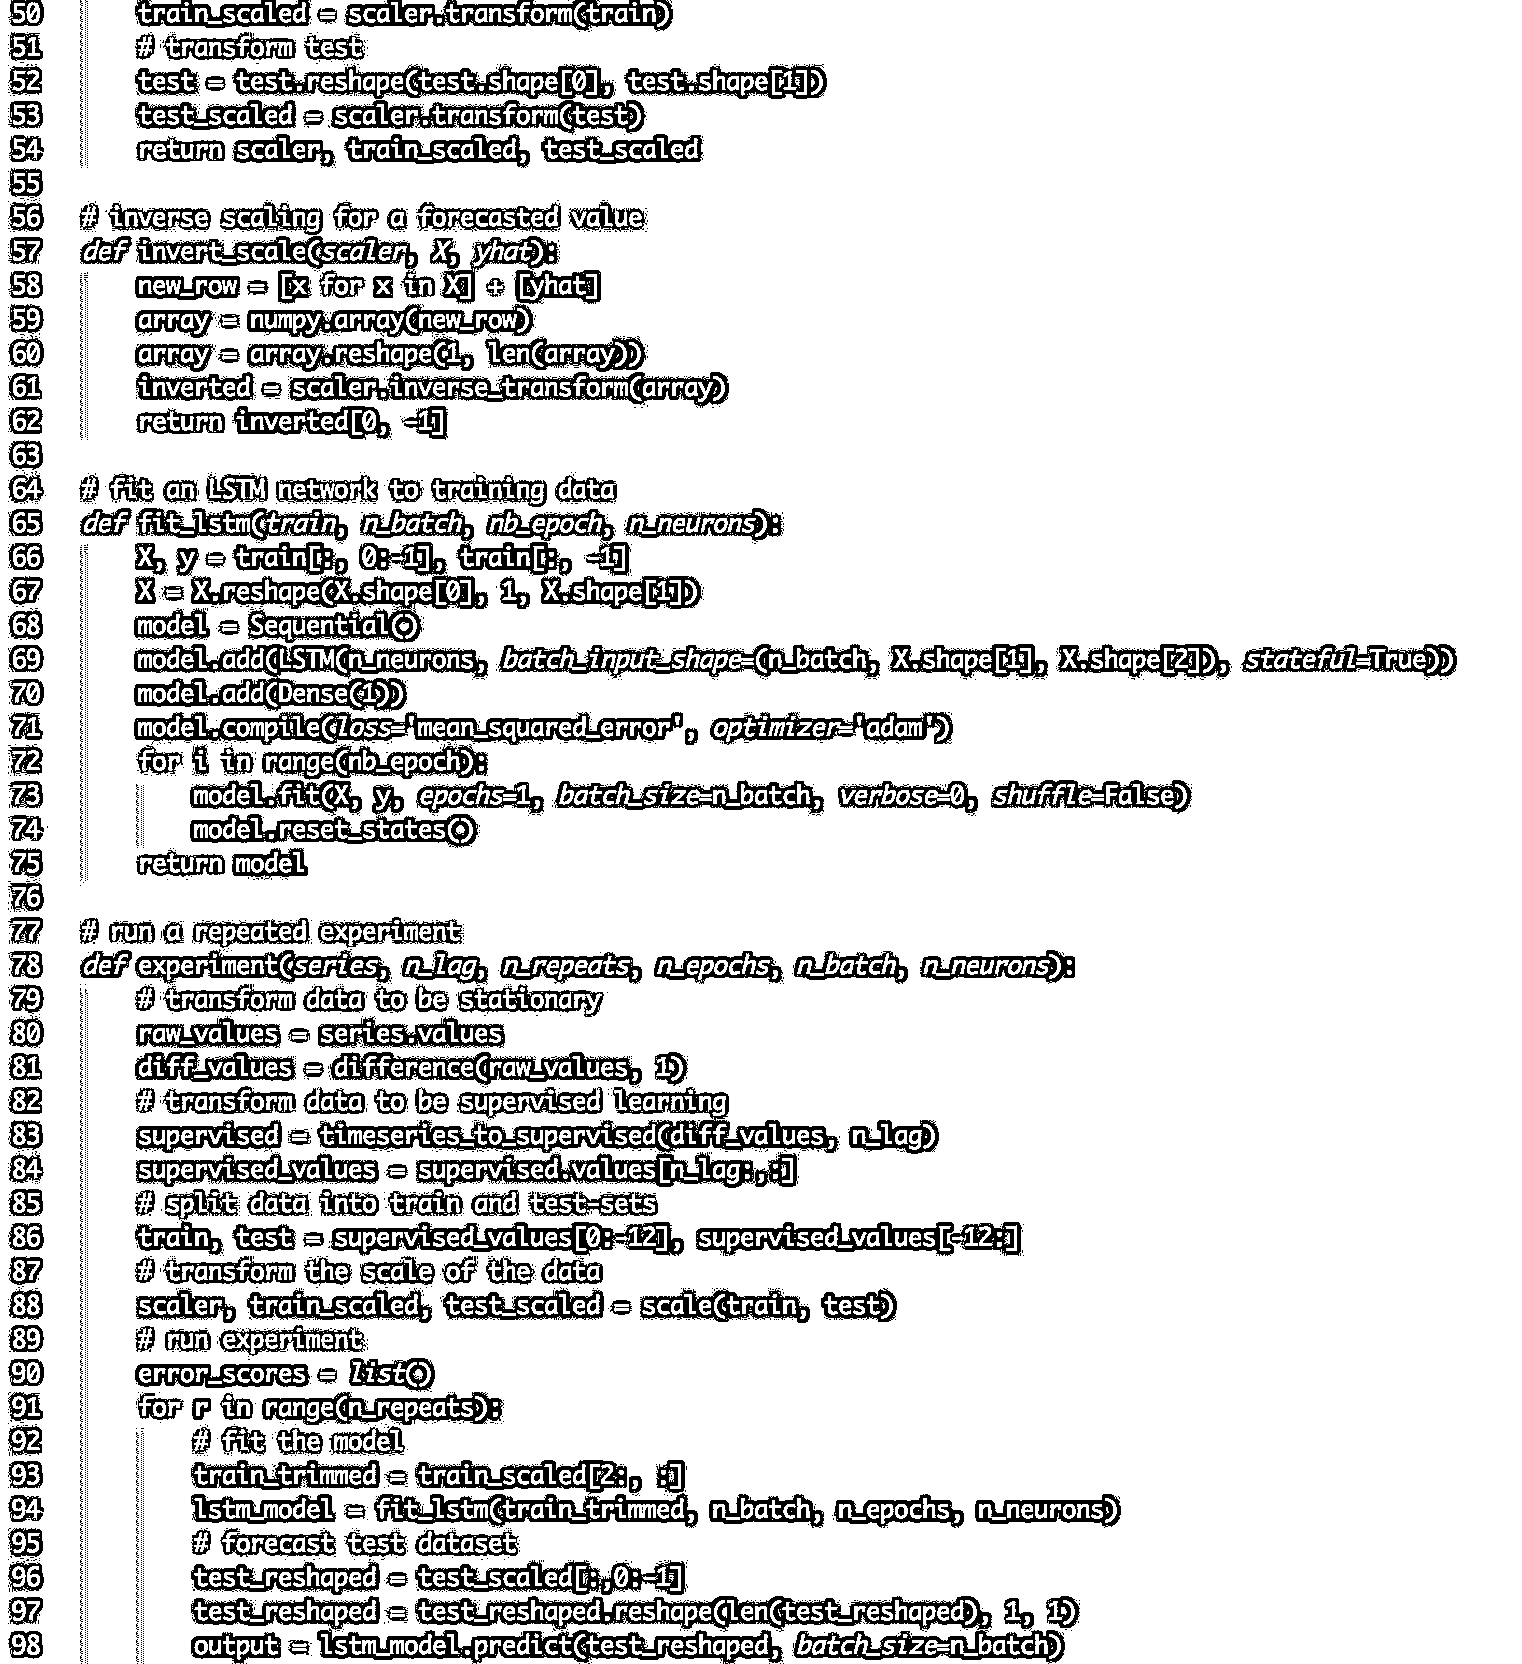 50 train_scaled = scaler.transform(train)
51 # transform test
52 test = test.reshape(test.shape[0], test.shape[1])
53 test_scaled = scaler.transform(test)
54 return scaler, train_scaled, test_scaled
55
56 # inverse scaling for a forecasted value
57 def invert_scale(scaler, X, yhat):
58 new_row = [x for x in X] + [yhat]
59 array = numpy.array(new_row)
60 array = array.reshape(1, len(array))
61 inverted = scaler.inverse_transform(array)
62 return inverted[0, -1]
63
64 # fit an LSTM network to training data
65 def fit_lstm(train, n_batch, nb_epoch, n_neurons):
66 X, y = train[:, 0:-1], train[:, -1]
67 X = X.reshape(X.shape[0], 1, X.shape[1])
68 model = Sequential()
69 model.add(LSTM(n_neurons, batch_input_shape=(n_batch, X.shape[1], X.shape[2]), stateful=True))
70 model.add(Dense(1))
71 model.compile(loss='mean_squared_error', optimizer='adam')
72 for i in range(nb_epoch):
73 model.fit(X, y, epochs=1, batch_size=n_batch, verbose=0, shuffle=False)
74 model.reset_states()
75 return model
76
77 # run a repeated experiment
78 def experiment(series, n_lag, n_repeats, n_epochs, n_batch, n_neurons):
79 # transform data to be stationary
80 raw_values = series.values
81 diff_values = difference(raw_values, 1)
82 # transform data to be supervised learning
83 supervised = timeseries_to_supervised(diff_values, n_lag)
84 supervised_values = supervised.values[n_lag:,:]
85 # split data into train and test-sets
86 train, test = supervised_values[0:-12], supervised_values[-12:]
87 # transform the scale of the data
88 scaler, train_scaled, test_scaled = scale(train, test)
89 # run experiment
90 error_scores = list()
91 for r in range(n_repeats):
92 # fit the model
93 train_trimmed = train_scaled[2:, :]
94 lstm_model = fit_lstm(train_trimmed, n_batch, n_epochs, n_neurons)
95 # forecast test dataset
96 test_reshaped = test_scaled[:,0:-1]
97 test_reshaped = test_reshaped.reshape(len(test_reshaped), 1, 1)
98 output = lstm_model.predict(test_reshaped, batch_size=n_batch)